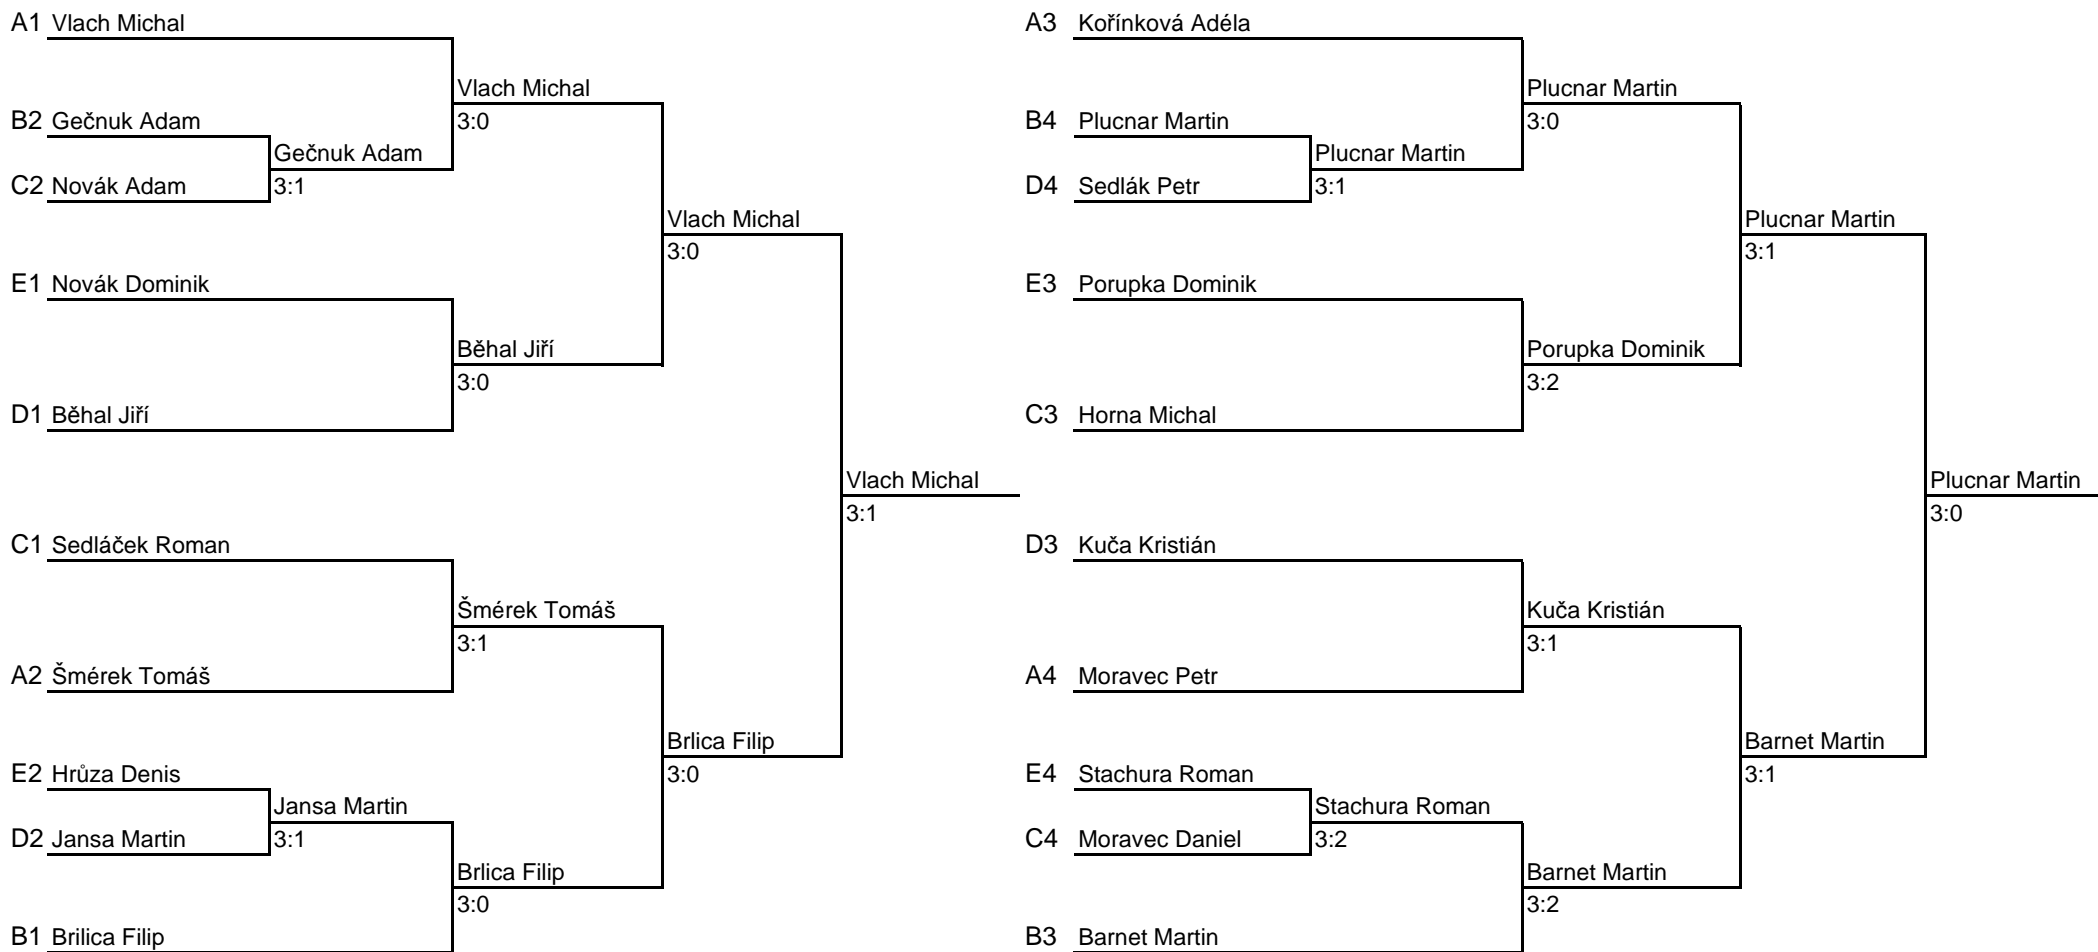 A1 Vlach Michal
Vlach Michal
3:0
B2 Gečnuk Adam
Gečnuk Adam
3:1
C2 Novák Adam
Vlach Michal
3:0
E1 Novák Dominik
Běhal Jiří
3:0
D1 Běhal Jiří
Vlach Michal
3:1
C1 Sedláček Roman
Šmérek Tomáš
3:1
A2 Šmérek Tomáš
Brlica Filip
3:0
E2 Hrůza Denis
Jansa Martin
3:1
D2 Jansa Martin
Brlica Filip
3:0
B1 Brilica Filip
A3 Kořínková Adéla
Plucnar Martin
3:0
B4 Plucnar Martin
Plucnar Martin
3:1
D4 Sedlák Petr
Plucnar Martin
3:1
E3 Porupka Dominik
Porupka Dominik
3:2
C3 Horna Michal
Plucnar Martin
3:0
D3 Kuča Kristián
Kuča Kristián
3:1
A4 Moravec Petr
Barnet Martin
3:1
E4 Stachura Roman
Stachura Roman
3:2
C4 Moravec Daniel
Barnet Martin
3:2
B3 Barnet Martin